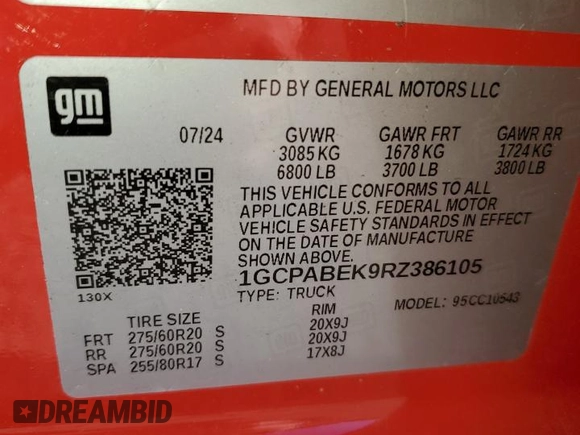 gm
MFD BY GENERAL MOTORS LLC
07/24 GVWR GAWR FRT GAWR RR
3085 KG 1678 KG 1724 KG
6800 LB 3700 LB 3800 LB
THIS VEHICLE CONFORMS TO ALL
APPLICABLE U.S. FEDERAL MOTOR
VEHICLE SAFETY STANDARDS IN EFFECT
ON THE DATE OF MANUFACTURE
SHOWN ABOVE.
1GCPABEK9RZ386105
130X
TYPE: TRUCK MODEL: 95CC10543
TIRE SIZE RIM
FRT 275/60R20 S 20X9J
RR 275/60R20 S 20X9J
SPA 255/80R17 S 17X8J
DREAMBID